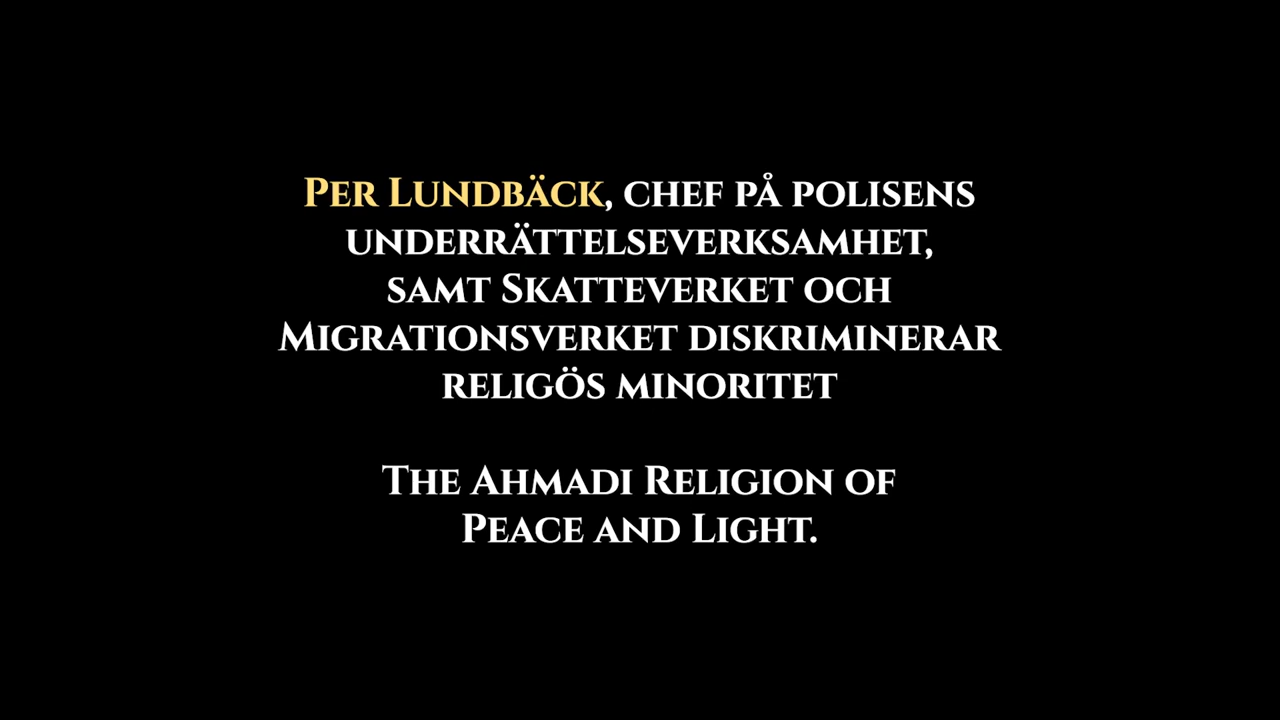 Per Lundbäck, chef på polisens
underrättelseverksamhet,
samt Skatteverket och
Migrationsverket diskriminerar
religös minoritet
The Ahmadi Religion of
Peace and Light.